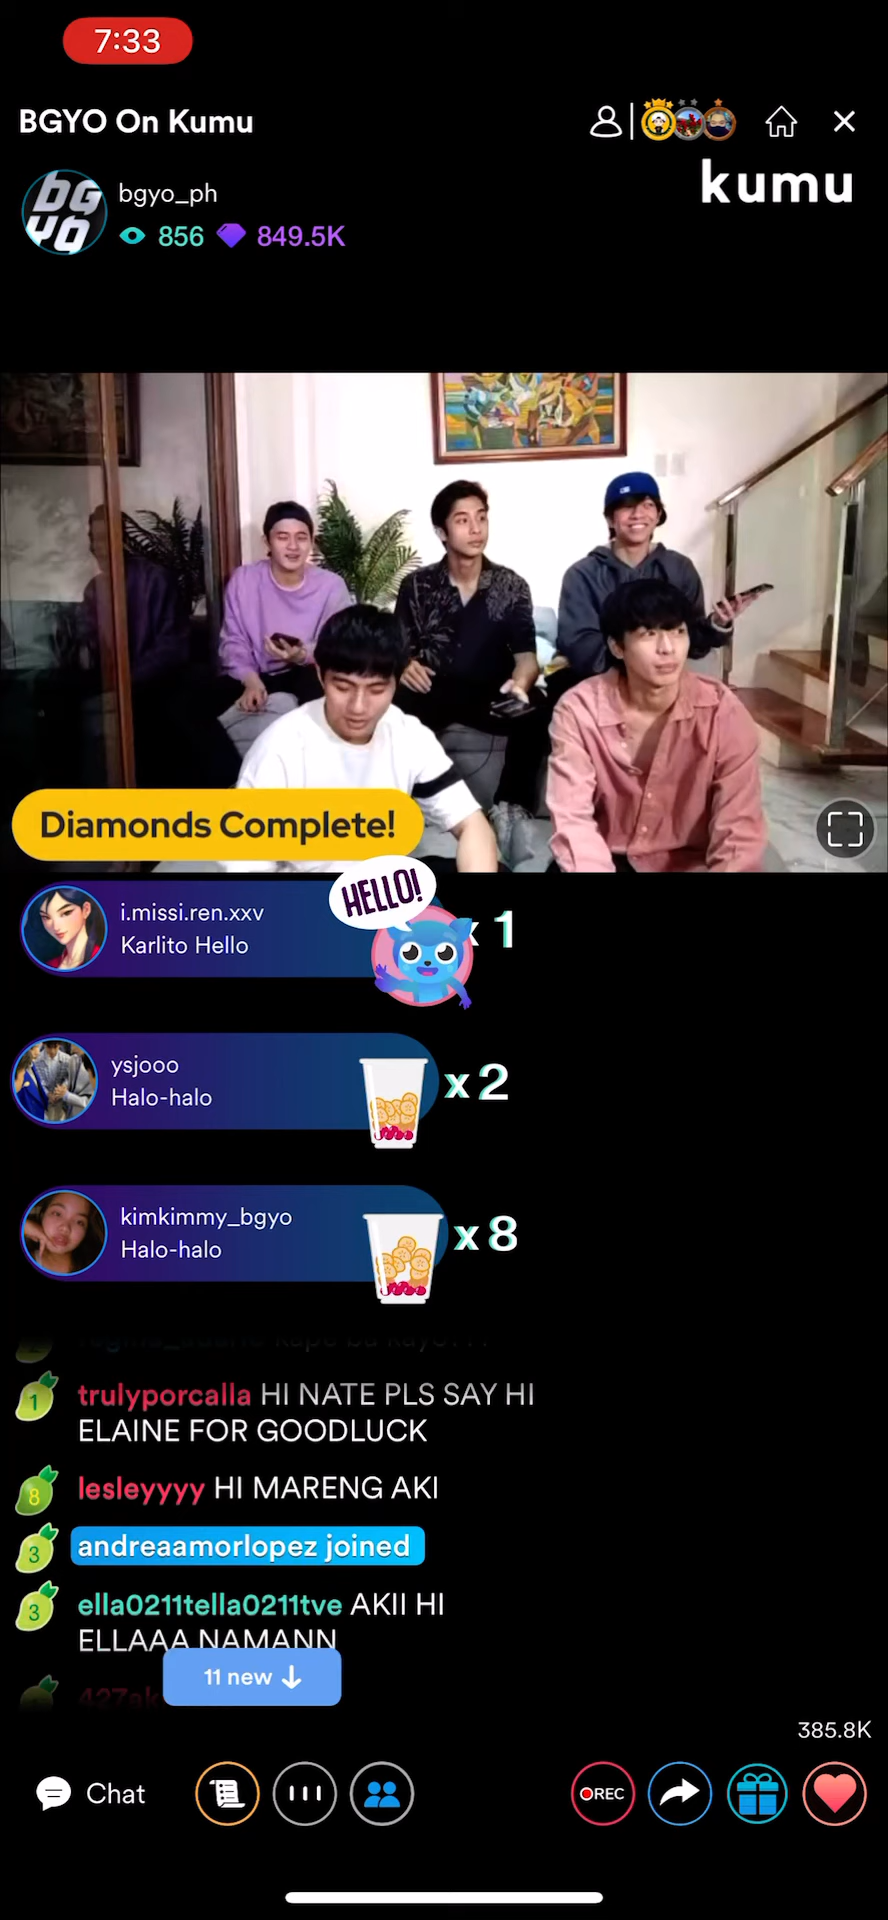 7:33
BGYO On Kumu
kumu
bgYO
bgyo_ph
856 849.5K
Diamonds Complete!
HELLO!
i.missi.ren.xxv
Karlito Hello
x 1
ysjooo
Halo-halo
x 2
kimkimmy_bgyo
Halo-halo
x 8
1 trulyporcalla HI NATE PLS SAY HI
ELAINE FOR GOODLUCK
8 lesleyyyy HI MARENG AKI
3 andreaamorlopez joined
3 ella0211tella0211tve AKII HI
ELLAAA NAMANN
11 new
385.8K
Chat
REC